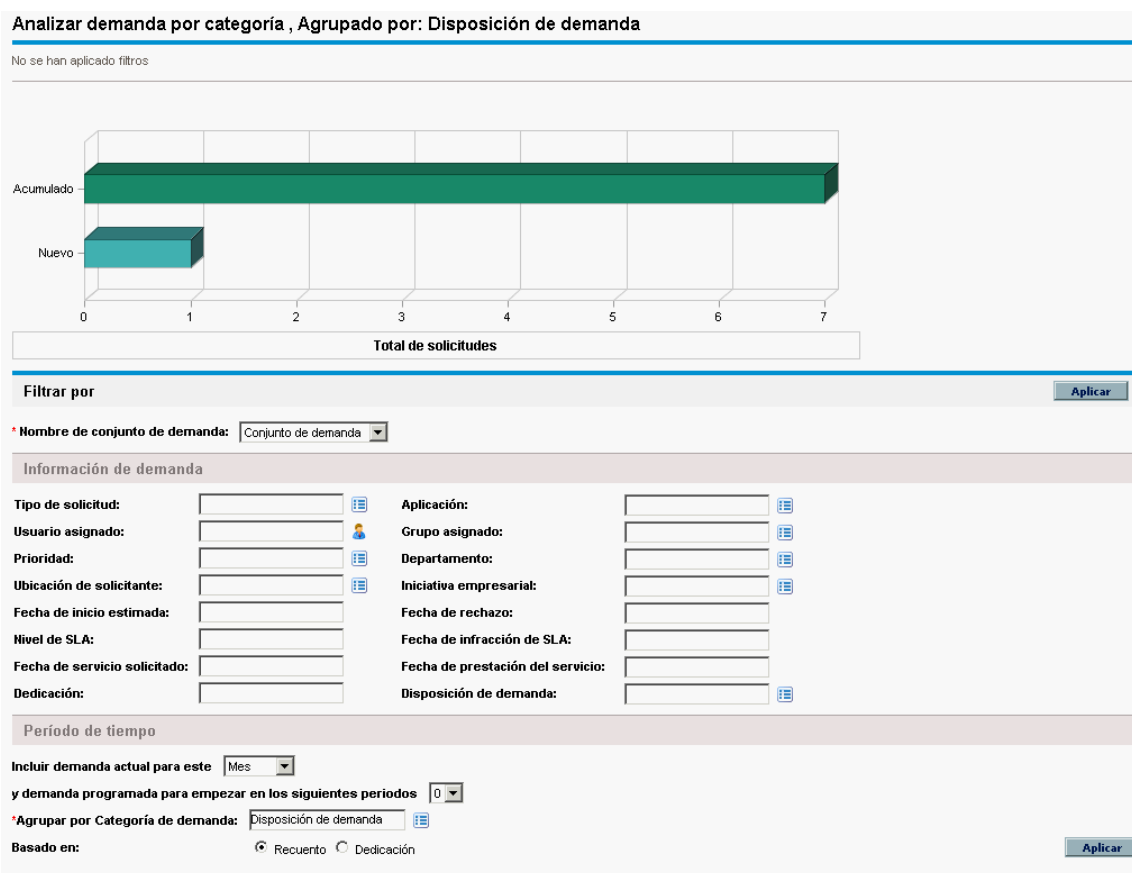 Analizar demanda por categoría , Agrupado por: Disposición de demanda
No se han aplicado filtros
Acumulado
Nuevo
0 1 2 3 4 5 6 7
Total de solicitudes
Filtrar por Aplicar
* Nombre de conjunto de demanda: Conjunto de demanda
Información de demanda
Tipo de solicitud: Aplicación:
Usuario asignado: Grupo asignado:
Prioridad: Departamento:
Ubicación de solicitante: Iniciativa empresarial:
Fecha de inicio estimada: Fecha de rechazo:
Nivel de SLA: Fecha de infracción de SLA:
Fecha de servicio solicitado: Fecha de prestación del servicio:
Dedicación: Disposición de demanda:
Período de tiempo
Incluir demanda actual para este Mes
y demanda programada para empezar en los siguientes periodos 0
*Agrupar por Categoría de demanda: Disposición de demanda
Basado en: Recuento Dedicación Aplicar